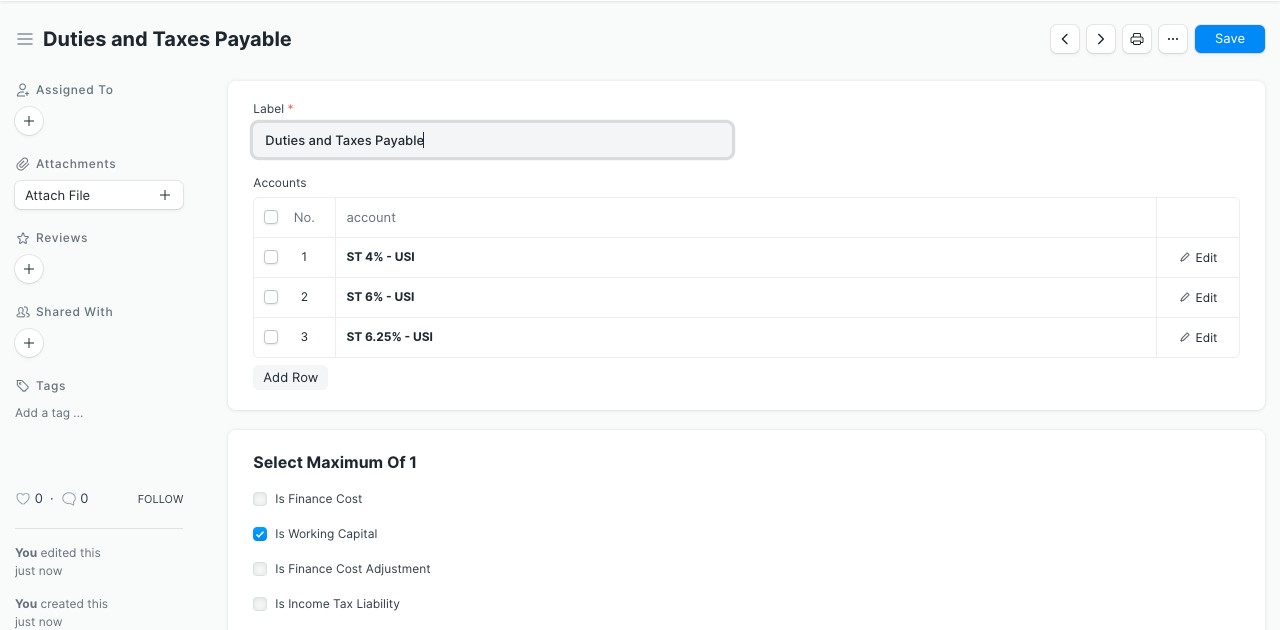 Duties and Taxes Payable
Save
Assigned To
Attachments
Attach File
Reviews
Shared With
Tags
Add a tag ...
0 · 0 FOLLOW
You edited this
just now
You created this
just now
Label *
Duties and Taxes Payable
Accounts
No. account
1 ST 4% - USI Edit
2 ST 6% - USI Edit
3 ST 6.25% - USI Edit
Add Row
Select Maximum Of 1
Is Finance Cost
Is Working Capital
Is Finance Cost Adjustment
Is Income Tax Liability